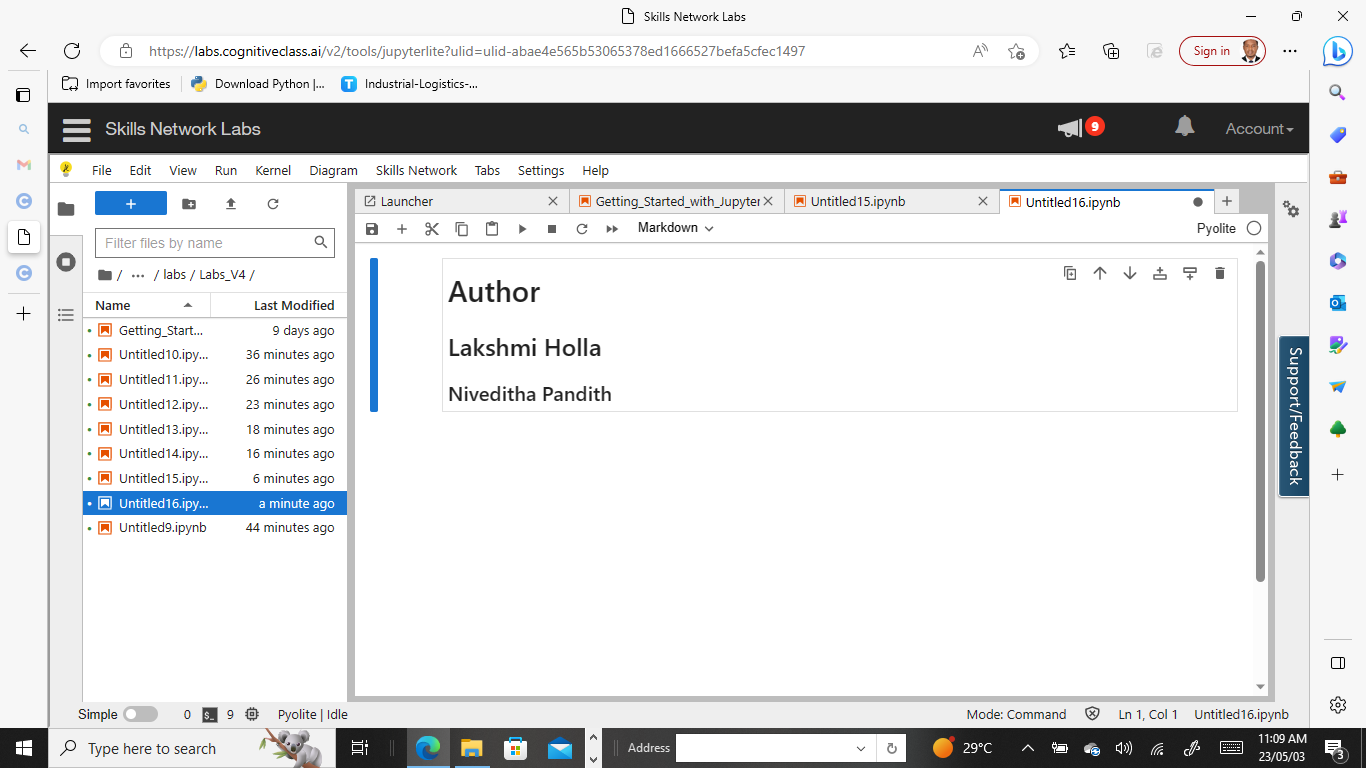 Skills Network Labs
https://labs.cognitiveclass.ai/v2/tools/jupyterlite?ulid=ulid-abae4e565b53065378ed1666527befa5cfec1497
Sign in
Import favorites
Download Python |...
Industrial-Logistics-...
Skills Network Labs
9
Account
File Edit View Run Kernel Diagram Skills Network Tabs Settings Help
Launcher
Getting_Started_with_Jupyter
Untitled15.ipynb
Untitled16.ipynb
Markdown
Pyolite
Filter files by name
/ ... / labs / Labs_V4 /
Name Last Modified
Getting_Start... 9 days ago
Untitled10.ipy... 36 minutes ago
Untitled11.ipy... 26 minutes ago
Untitled12.ipy... 23 minutes ago
Untitled13.ipy... 18 minutes ago
Untitled14.ipy... 16 minutes ago
Untitled15.ipy... 6 minutes ago
Untitled16.ipy... a minute ago
Untitled9.ipynb 44 minutes ago
Author
Lakshmi Holla
Niveditha Pandith
Support/Feedback
Simple 0 $_ 9 Pyolite | Idle
Mode: Command Ln 1, Col 1 Untitled16.ipynb
Type here to search
Address
29°C
11:09 AM
23/05/03
3